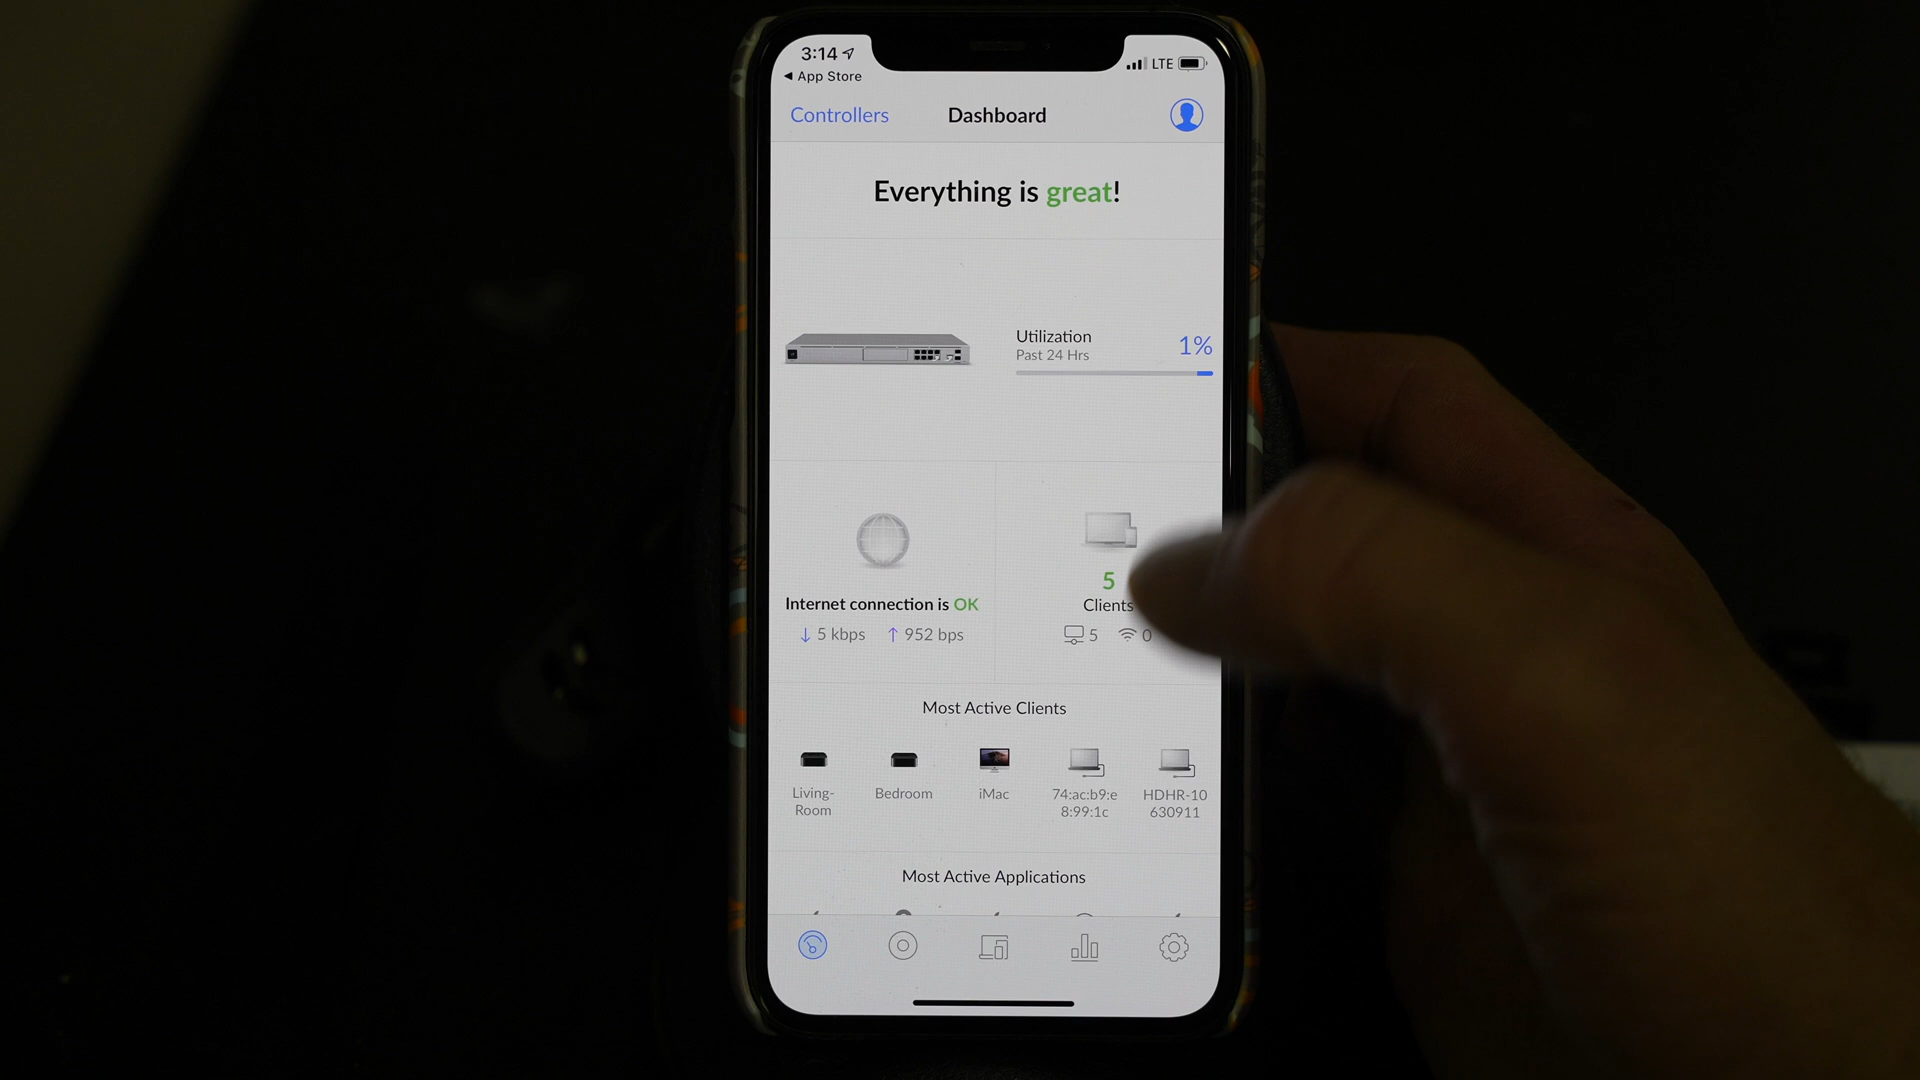 3:14
App Store
LTE
Controllers
Dashboard
Everything is great!
Utilization
Past 24 Hrs
1%
Internet connection is OK
↓ 5 kbps ↑ 952 bps
5
Clients
5 0
Most Active Clients
Living-
Room
Bedroom
iMac
74:ac:b9:e
8:99:1c
HDHR-10
630911
Most Active Applications